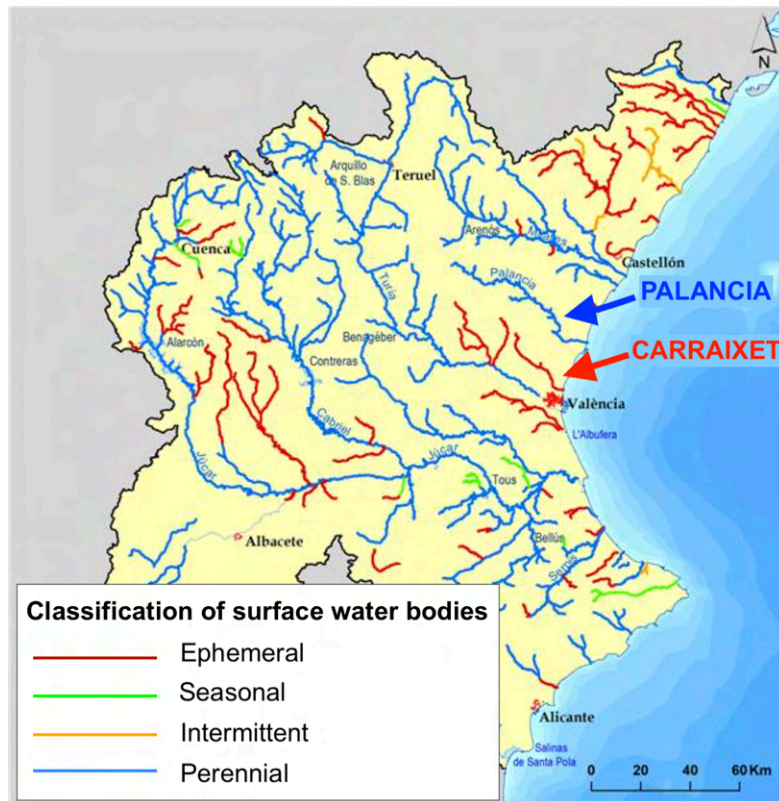 N
Arquillo
de S. Blas
Teruel
Arenós
Mijares
Cuenca
Castellón
Palancia
PALANCIA
Turia
Alarcón
Benagéber
CARRAIXET
Contreras
València
Cabriel
L'Albufera
Júcar
Júcar
Tous
Albacete
Bellús
Serpis
Classification of surface water bodies
Ephemeral
Seasonal
Intermittent
Perennial
Alicante
Salinas
de Santa Pola
0 20 40 60 Km